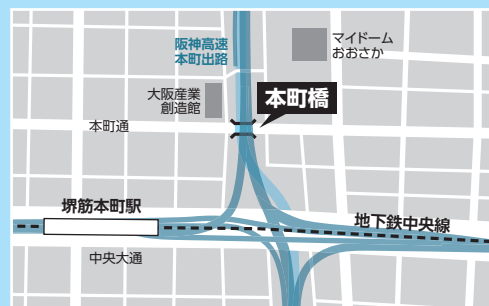 阪神高速
本町出路
マイドーム
おおさか
大阪産業
創造館
本町橋
本町通
堺筋本町駅
地下鉄中央線
中央大通